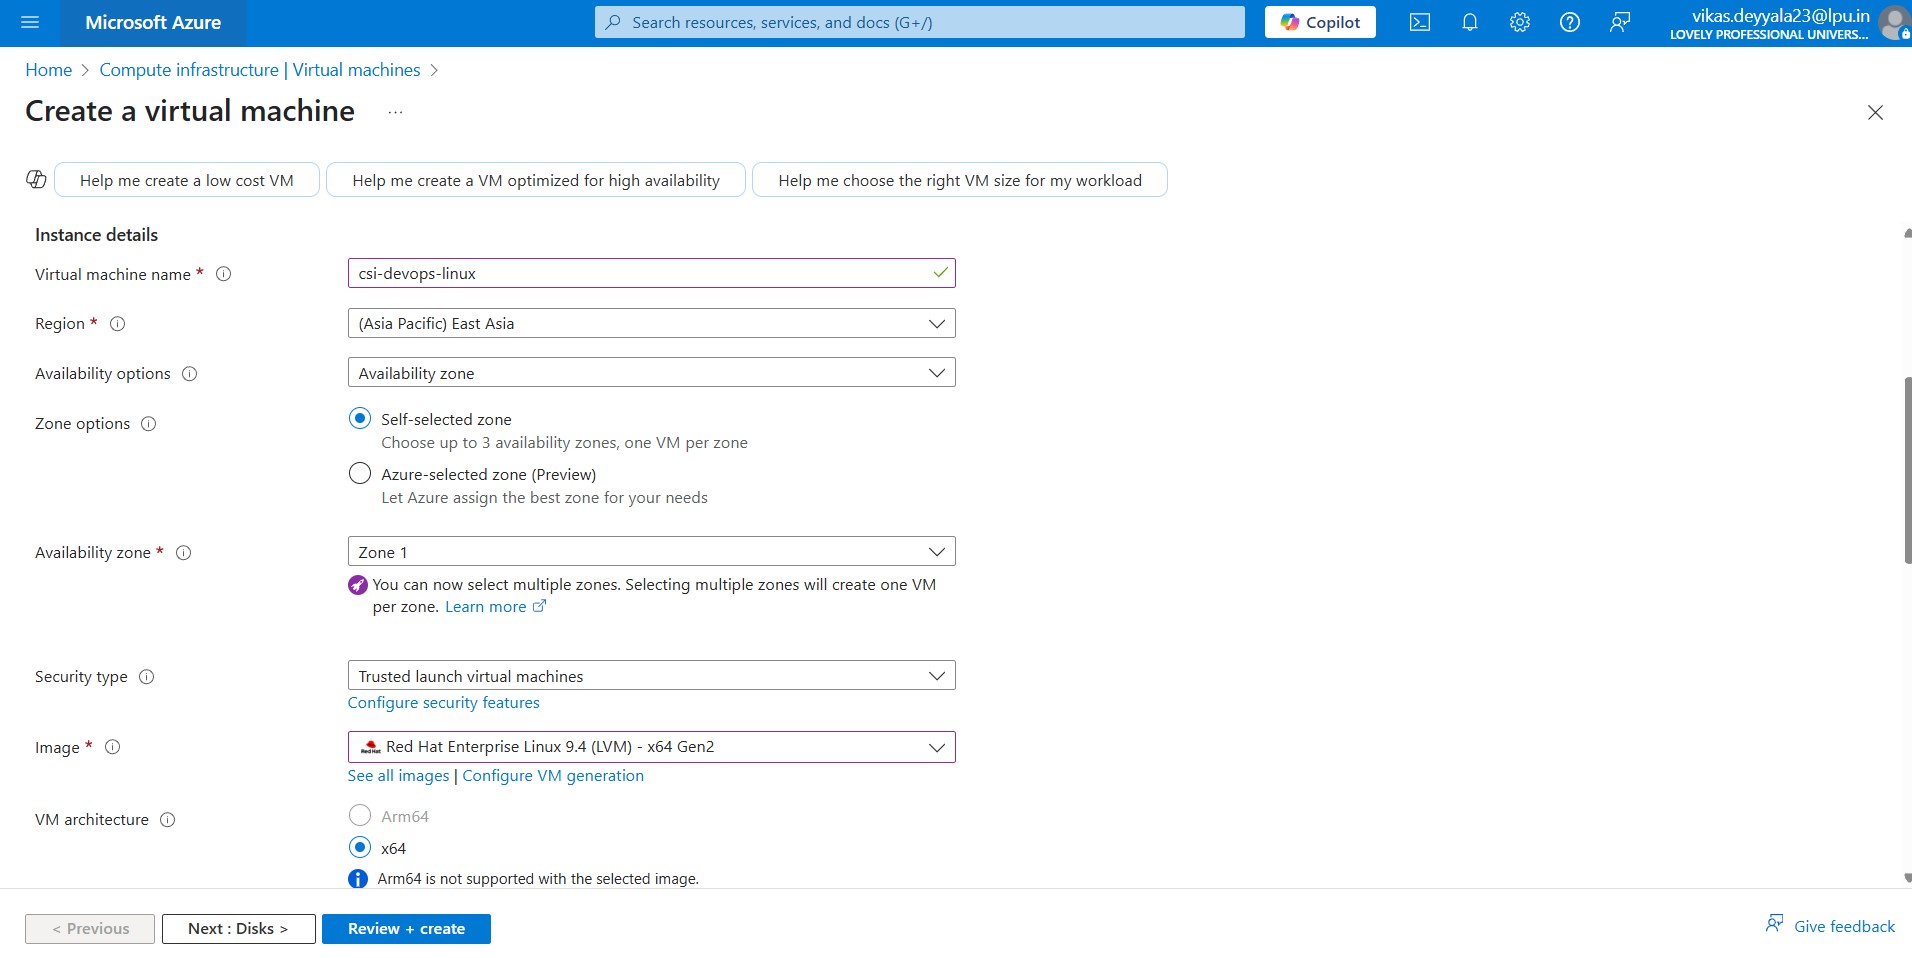 Microsoft Azure
Search resources, services, and docs (G+/)
Copilot
vikas.deyyala23@lpu.in
LOVELY PROFESSIONAL UNIVERS...
Home > Compute infrastructure | Virtual machines >
Create a virtual machine ...
Help me create a low cost VM
Help me create a VM optimized for high availability
Help me choose the right VM size for my workload
Instance details
Virtual machine name *
csi-devops-linux
Region *
(Asia Pacific) East Asia
Availability options
Availability zone
Zone options
Self-selected zone
Choose up to 3 availability zones, one VM per zone
Azure-selected zone (Preview)
Let Azure assign the best zone for your needs
Availability zone *
Zone 1
You can now select multiple zones. Selecting multiple zones will create one VM
per zone. Learn more
Security type
Trusted launch virtual machines
Configure security features
Image *
Red Hat Red Hat Enterprise Linux 9.4 (LVM) - x64 Gen2
See all images | Configure VM generation
VM architecture
Arm64
x64
Arm64 is not supported with the selected image.
< Previous
Next : Disks >
Review + create
Give feedback